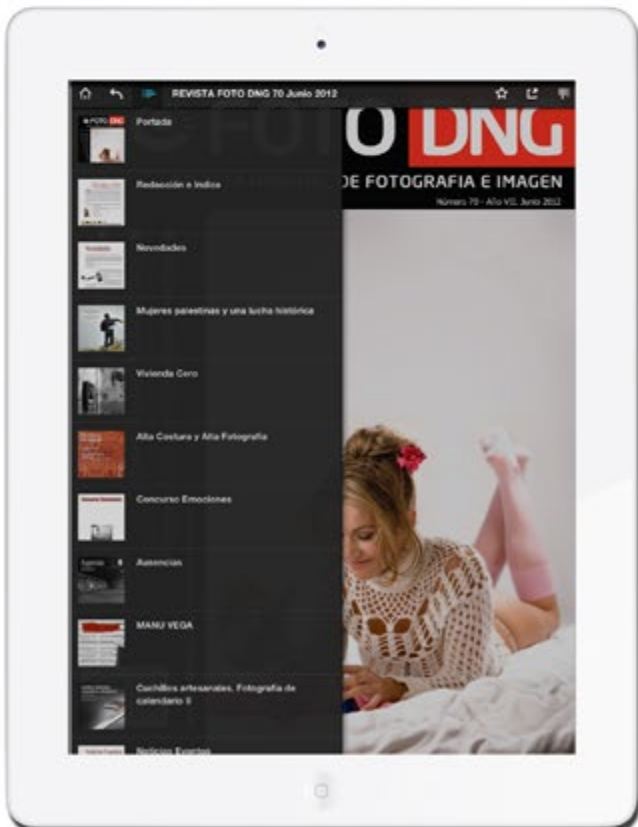 REVISTA FOTO DNG 70 Junio 2012
Portada
Redacción e Indice
Novedades
Mujeres palestinas y una lucha histórica
Vivienda Cero
Alta Costura y Alta Fotografía
Concurso Emociones
Ausencias
MANU VEGA
Cuchillos artesanales. Fotografía de
calendario II
Noticias Eventos
FOTO DNG
DE FOTOGRAFIA E IMAGEN
Número 70 - Año VII. Junio 2012